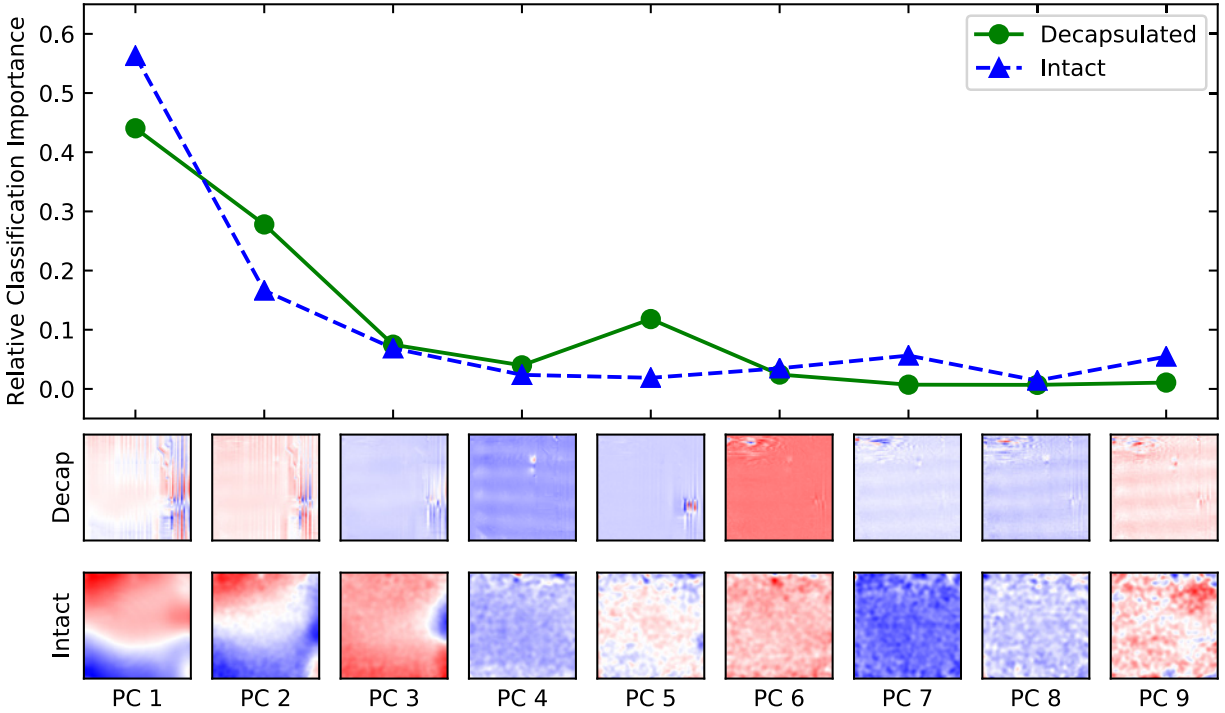 Relative Classification Importance
0.6
0.5
0.4
0.3
0.2
0.1
0.0
Decapsulated
Intact
Decap
Intact
PC 1
PC 2
PC 3
PC 4
PC 5
PC 6
PC 7
PC 8
PC 9